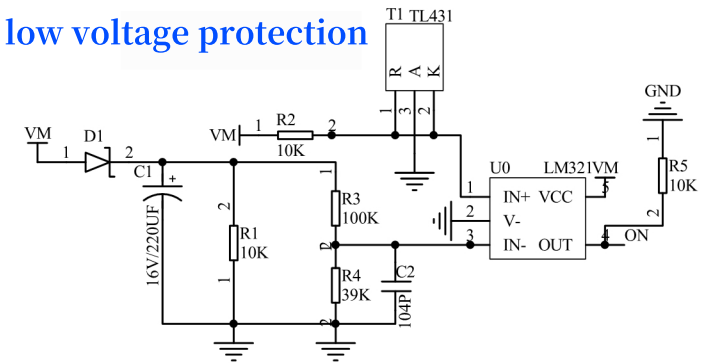 low voltage protection
T1 TL431
R A K
1 3 2
GND
VM D1
1 2
VM 1 R2 2
10K
C1
+
16V/220UF
2
R1
10K
1
1
R3
100K
2
R4
39K
2
C2
104P
U0 LM321 VM
1 IN+ VCC 5
2 V-
3 IN- OUT 4 ON
1
R5
10K
2